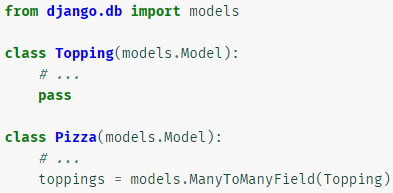 from django.db import models
class Topping(models.Model):
    # ...
    pass
class Pizza(models.Model):
    # ...
    toppings = models.ManyToManyField(Topping)